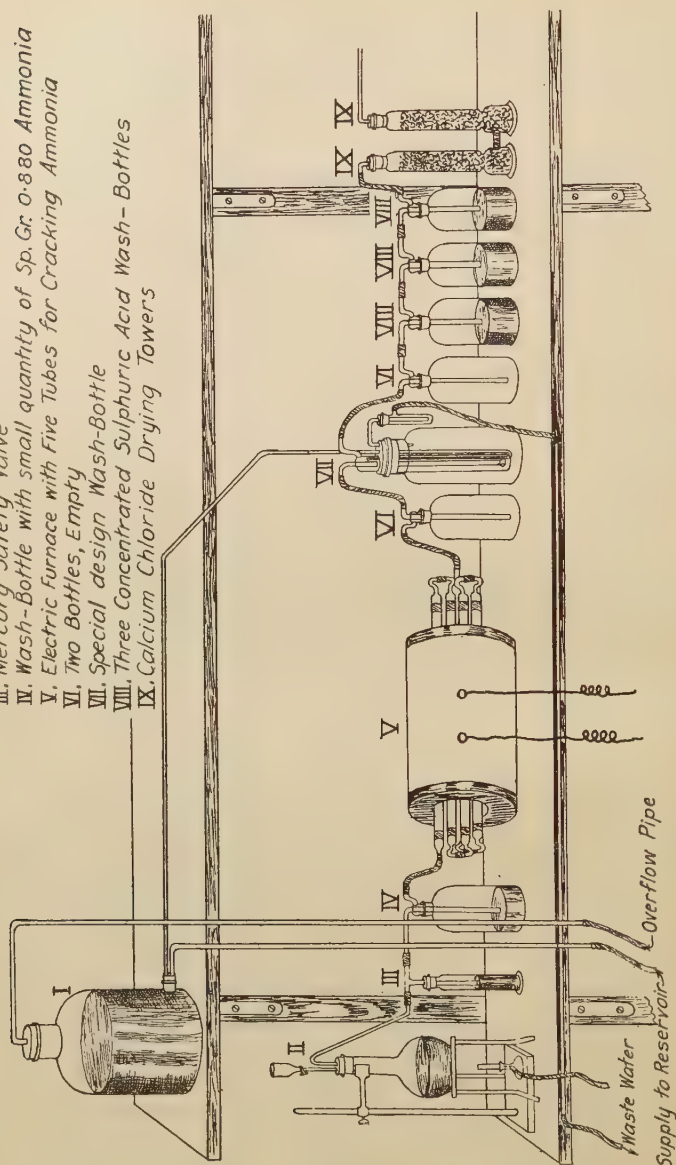 III. Mercury Safety Valve
IV. Wash-Bottle with small quantity of Sp. Gr. 0·880 Ammonia
V. Electric Furnace with Five Tubes for Cracking Ammonia
VI. Two Bottles, Empty
VII. Special design Wash-Bottle
VIII. Three Concentrated Sulphuric Acid Wash-Bottles
IX. Calcium Chloride Drying Towers
I
II
III
IV
V
VI
VII
VI
VIII
VIII
VIII
IX
IX
Waste Water
Supply to Reservoir
Overflow Pipe